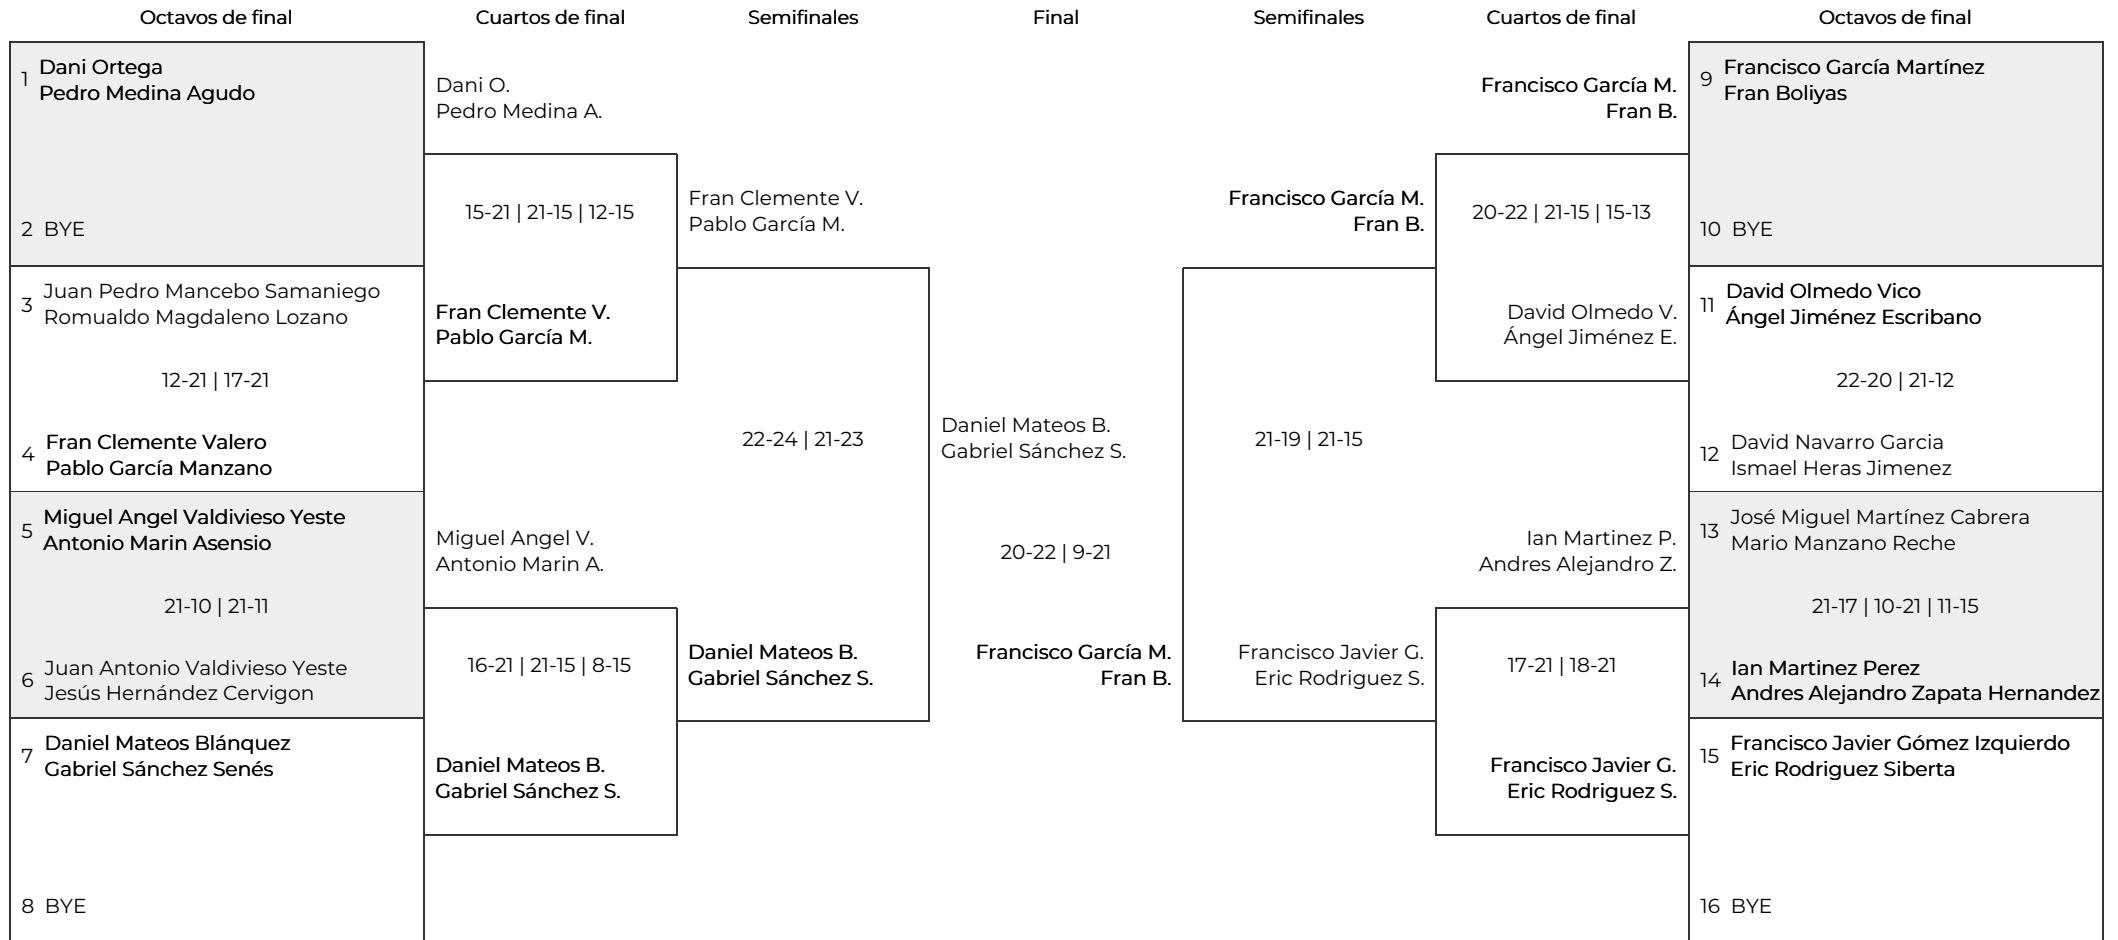 Octavos de final
Cuartos de final
Semifinales
Final
Semifinales
Cuartos de final
Octavos de final
1 Dani Ortega
Pedro Medina Agudo
2 BYE
3 Juan Pedro Mancebo Samaniego
Romualdo Magdaleno Lozano
12-21 | 17-21
4 Fran Clemente Valero
Pablo García Manzano
5 Miguel Angel Valdivieso Yeste
Antonio Marin Asensio
21-10 | 21-11
6 Juan Antonio Valdivieso Yeste
Jesús Hernández Cervigon
7 Daniel Mateos Blánquez
Gabriel Sánchez Senés
8 BYE
Dani O.
Pedro Medina A.
15-21 | 21-15 | 12-15
Fran Clemente V.
Pablo García M.
Miguel Angel V.
Antonio Marin A.
16-21 | 21-15 | 8-15
Daniel Mateos B.
Gabriel Sánchez S.
Fran Clemente V.
Pablo García M.
22-24 | 21-23
Daniel Mateos B.
Gabriel Sánchez S.
Daniel Mateos B.
Gabriel Sánchez S.
20-22 | 9-21
Francisco García M.
Fran B.
Francisco García M.
Fran B.
21-19 | 21-15
Francisco Javier G.
Eric Rodriguez S.
Francisco García M.
Fran B.
20-22 | 21-15 | 15-13
David Olmedo V.
Ángel Jiménez E.
Ian Martinez P.
Andres Alejandro Z.
17-21 | 18-21
Francisco Javier G.
Eric Rodriguez S.
9 Francisco García Martínez
Fran Boliyas
10 BYE
11 David Olmedo Vico
Ángel Jiménez Escribano
22-20 | 21-12
12 David Navarro Garcia
Ismael Heras Jimenez
13 José Miguel Martínez Cabrera
Mario Manzano Reche
21-17 | 10-21 | 11-15
14 Ian Martinez Perez
Andres Alejandro Zapata Hernandez
15 Francisco Javier Gómez Izquierdo
Eric Rodriguez Siberta
16 BYE